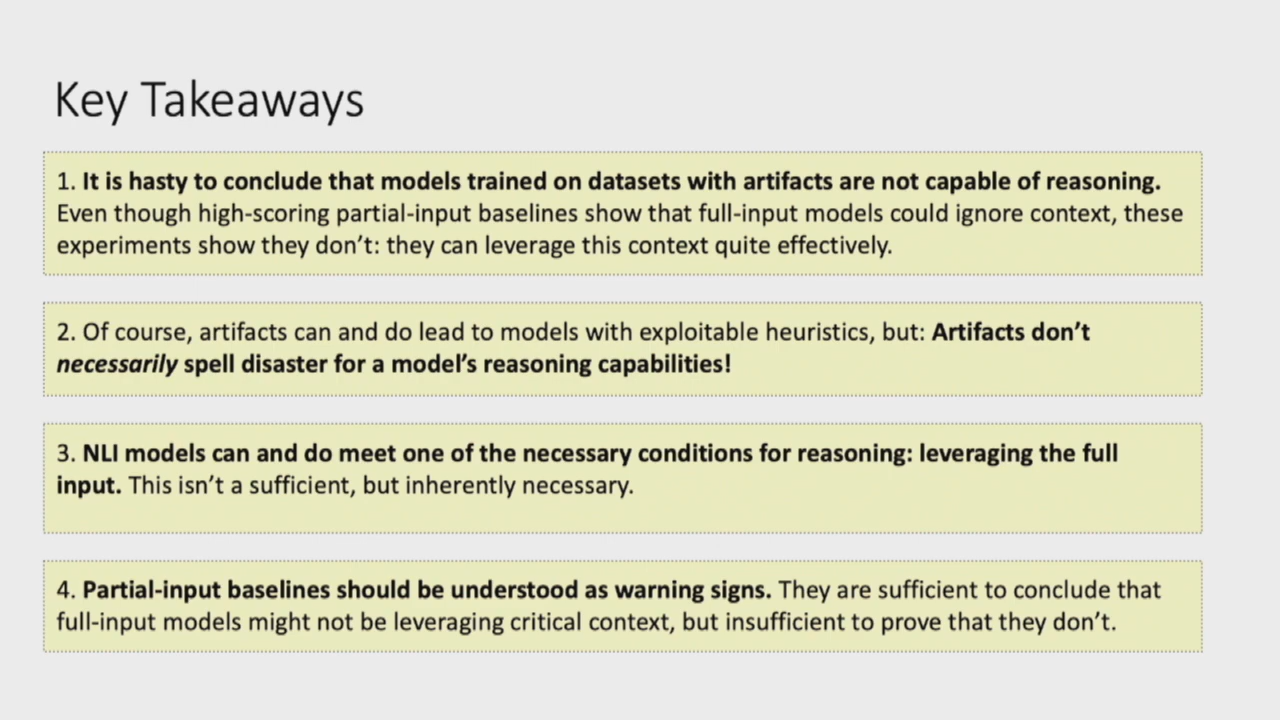 Key Takeaways
1. It is hasty to conclude that models trained on datasets with artifacts are not capable of reasoning.
Even though high-scoring partial-input baselines show that full-input models could ignore context, these
experiments show they don't: they can leverage this context quite effectively.
2. Of course, artifacts can and do lead to models with exploitable heuristics, but: Artifacts don't
necessarily spell disaster for a model's reasoning capabilities!
3. NLI models can and do meet one of the necessary conditions for reasoning: leveraging the full
input. This isn't a sufficient, but inherently necessary.
4. Partial-input baselines should be understood as warning signs. They are sufficient to conclude that
full-input models might not be leveraging critical context, but insufficient to prove that they don't.